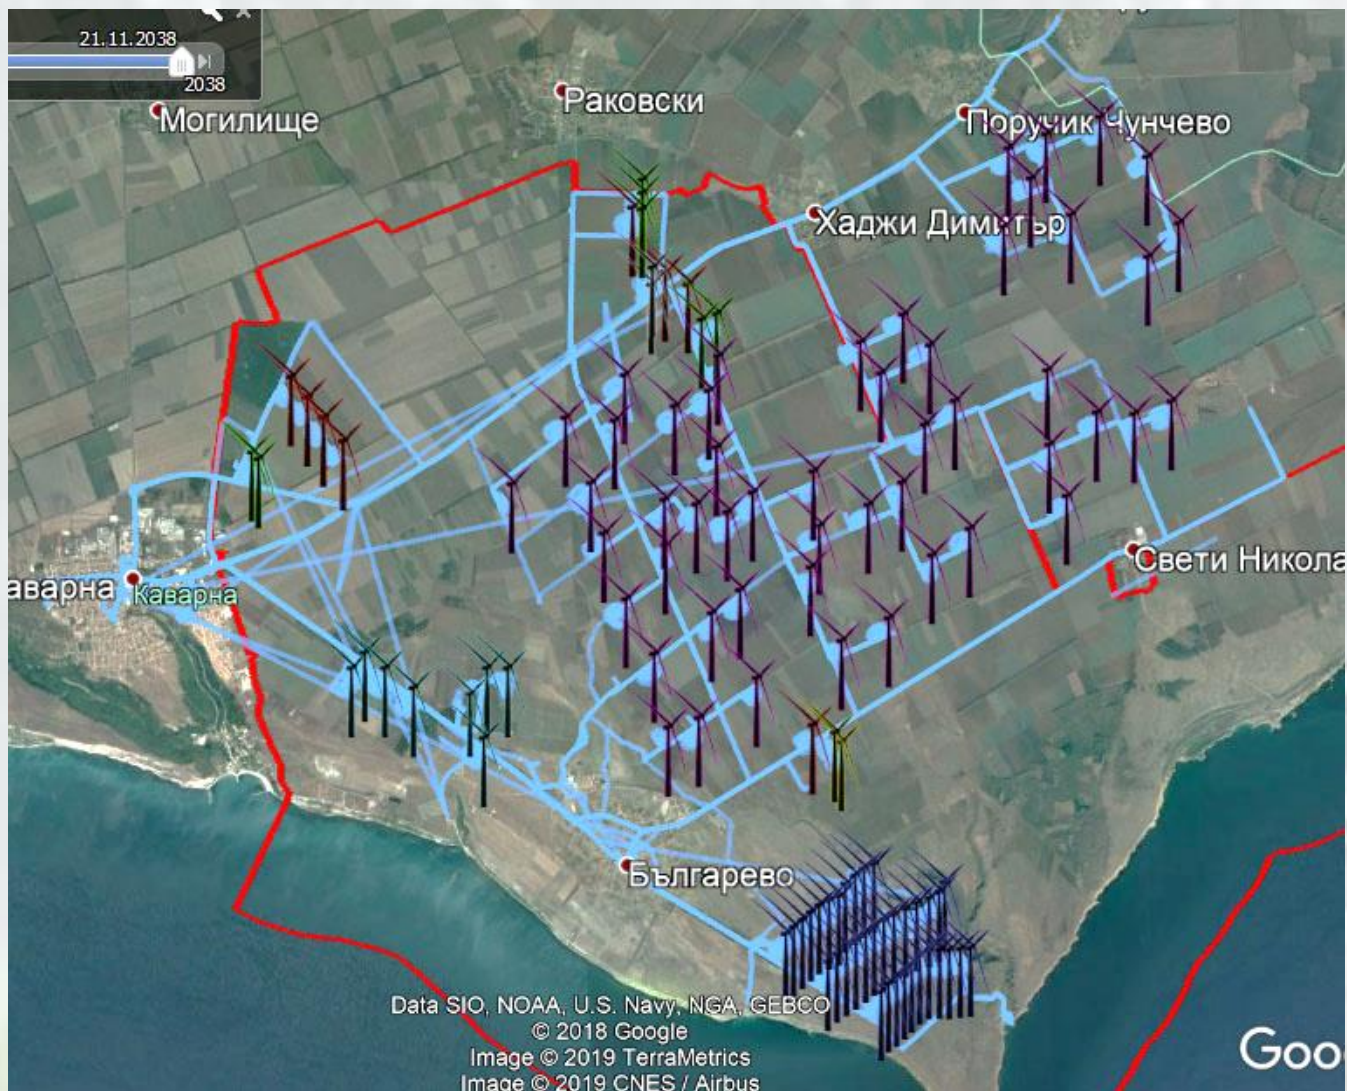 21.11.2038
2038
Могилище
Раковски
Поручик Чунчево
Хаджи Димитър
Свети Никола
аварна
Каварна
Българево
Data SIO, NOAA, U.S. Navy, NGA, GEBCO
© 2018 Google
Image © 2019 TerraMetrics
Image © 2019 CNES / Airbus
Goo